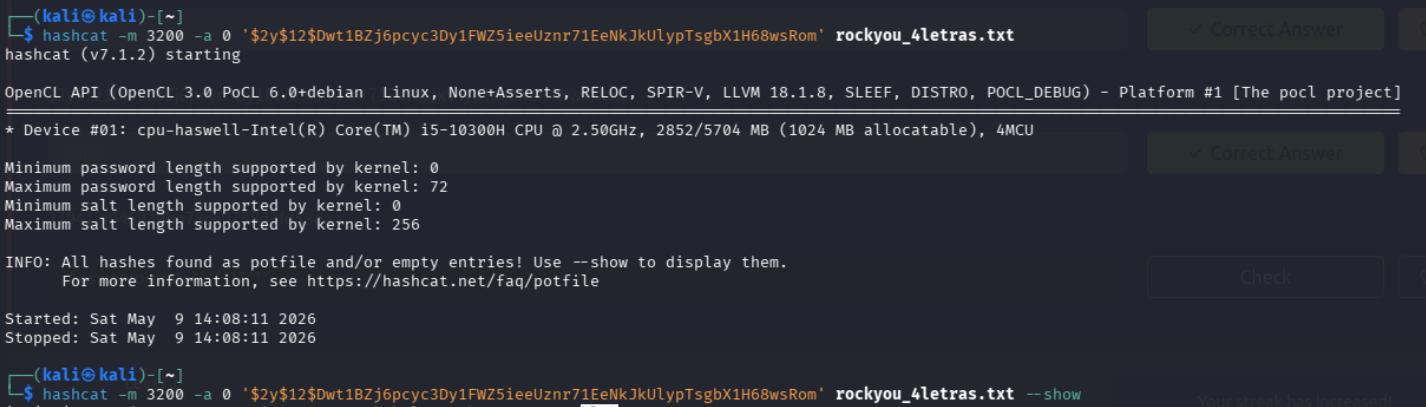 ┌──(kali㉿kali)-[~]
└─$ hashcat -m 3200 -a 0 '$2y$12$Dwt1BZj6pcyc3Dy1FWZ5ieeUznr71EeNkJkUlypTsgbX1H68wsRom' rockyou_4letras.txt
hashcat (v7.1.2) starting
OpenCL API (OpenCL 3.0 PoCL 6.0+debian  Linux, None+Asserts, RELOC, SPIR-V, LLVM 18.1.8, SLEEF, DISTRO, POCL_DEBUG) - Platform #1 [The pocl project]
* Device #01: cpu-haswell-Intel(R) Core(TM) i5-10300H CPU @ 2.50GHz, 2852/5704 MB (1024 MB allocatable), 4MCU
Minimum password length supported by kernel: 0
Maximum password length supported by kernel: 72
Minimum salt length supported by kernel: 0
Maximum salt length supported by kernel: 256
INFO: All hashes found as potfile and/or empty entries! Use --show to display them.
For more information, see https://hashcat.net/faq/potfile
Started: Sat May  9 14:08:11 2026
Stopped: Sat May  9 14:08:11 2026
┌──(kali㉿kali)-[~]
└─$ hashcat -m 3200 -a 0 '$2y$12$Dwt1BZj6pcyc3Dy1FWZ5ieeUznr71EeNkJkUlypTsgbX1H68wsRom' rockyou_4letras.txt --show
✓ Correct Answer
✓ Correct Answer
Check
Your streak has increased!